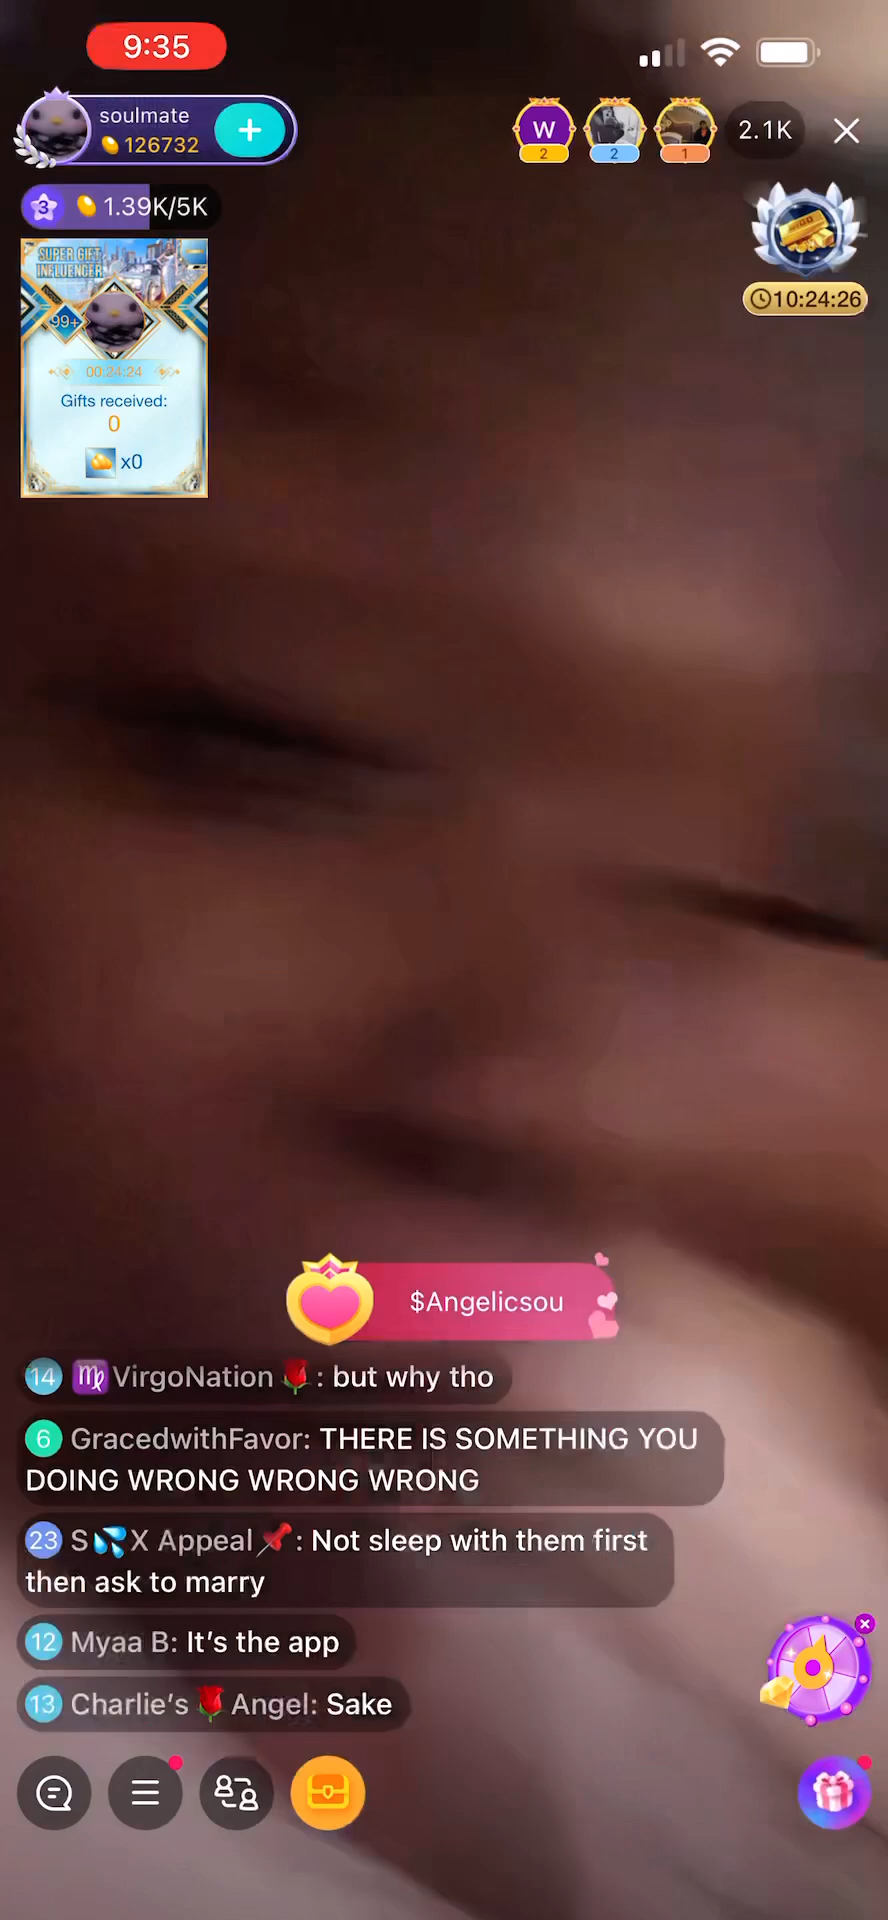 9:35
soulmate
126732
W
2
2
1
2.1K
3
1.39K/5K
SUPER GIFT
INFLUENCER
99+
00:24:24
Gifts received:
0
x0
10:24:26
$Angelicsou
14 ♍VirgoNation🌹: but why tho
6 GracedwithFavor: THERE IS SOMETHING YOU
DOING WRONG WRONG WRONG
23 S💦X Appeal📌: Not sleep with them first
then ask to marry
12 Myaa B: It’s the app
13 Charlie’s🌹Angel: Sake